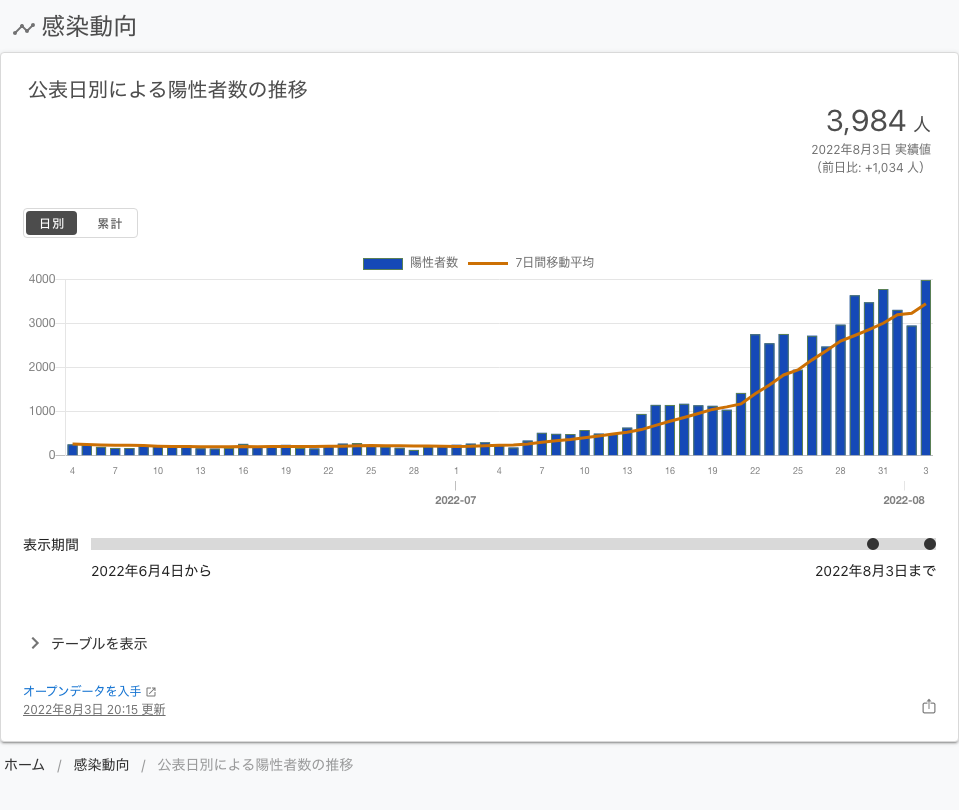 感染動向
公表日別による陽性者数の推移
3,984 人
2022年8月3日 実績値
（前日比: +1,034 人）
日別 累計
陽性者数 7日間移動平均
4000
3000
2000
1000
0
4 7 10 13 16 19 22 25 28 1 4 7 10 13 16 19 22 25 28 31 3
2022-07 2022-08
表示期間
2022年6月4日から 2022年8月3日まで
テーブルを表示
オープンデータを入手
2022年8月3日 20:15 更新
ホーム / 感染動向 / 公表日別による陽性者数の推移